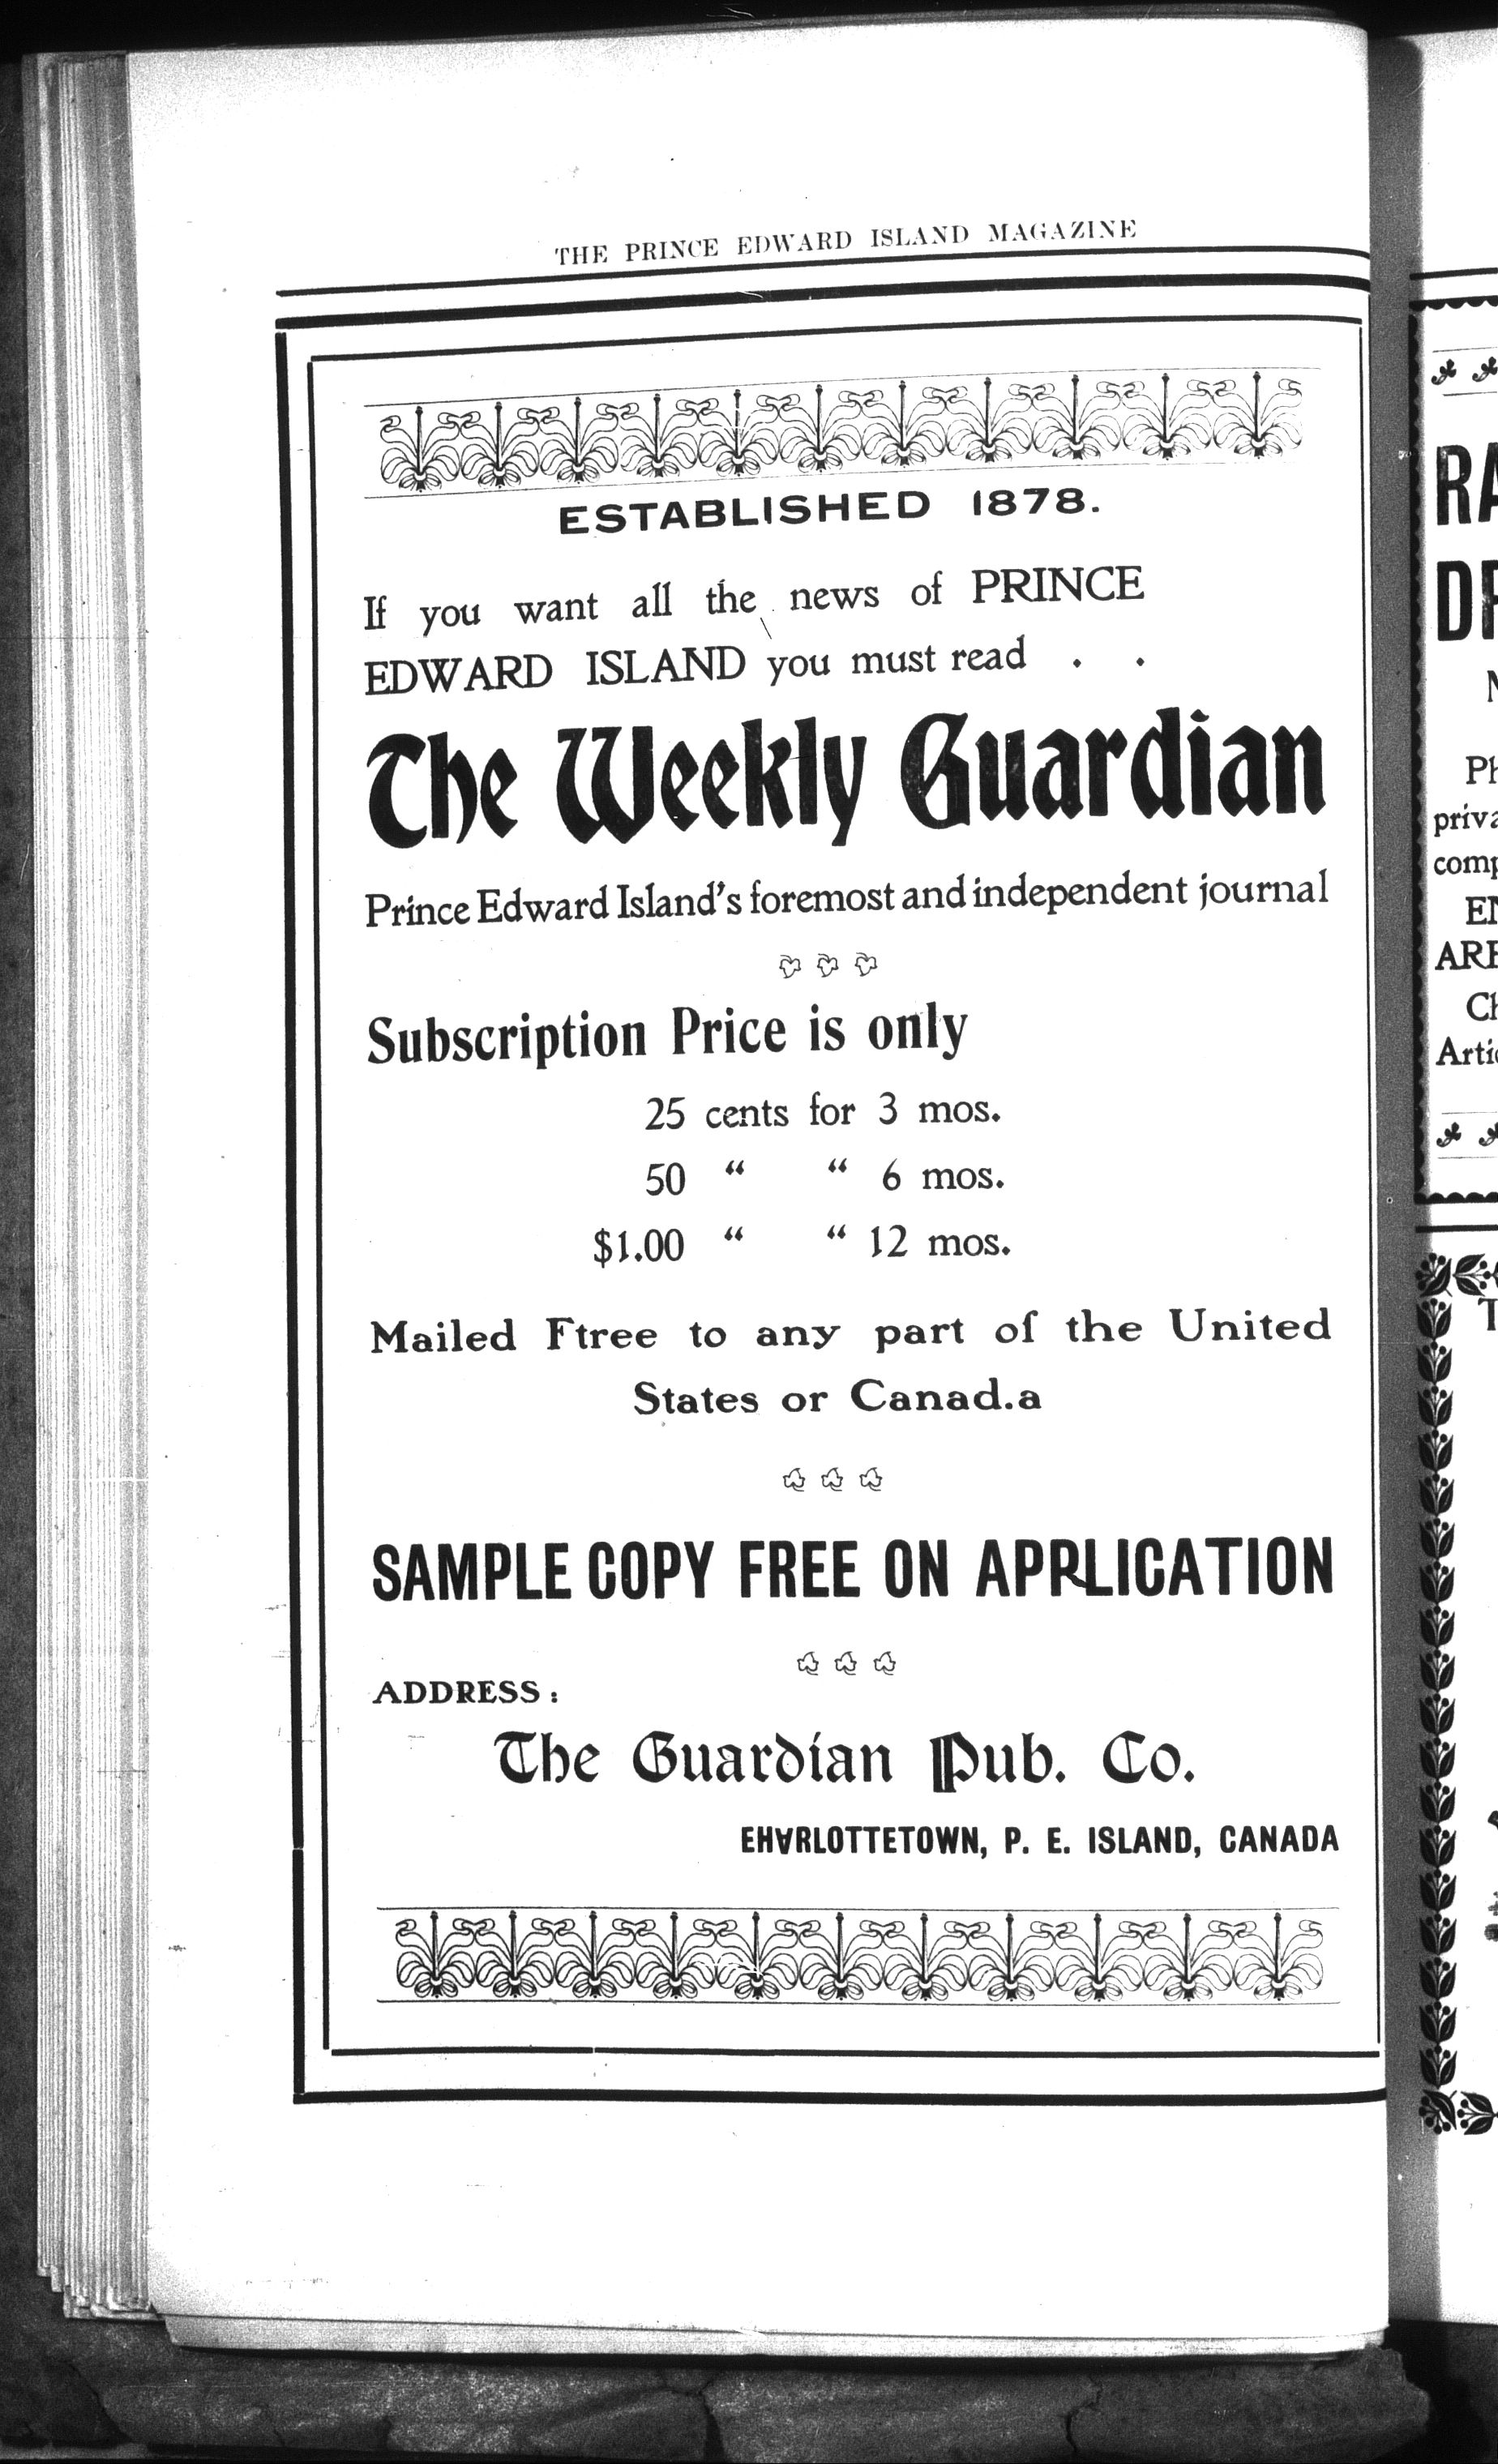 THE PRINCE EDWARD ISLAND MAGAZINE
ESTABLISHED 1878.
If you want all the news of PRINCE
EDWARD ISLAND you must read . .
The Weekly Guardian
Prince Edward Island's foremost and independent journal
Subscription Price is only
25 cents for 3 mos.
50 “ “ 6 mos.
$1.00 “ “ 12 mos.
Mailed Ftree to any part of the United
States or Canad.a
SAMPLE COPY FREE ON APPLICATION
ADDRESS:
The Guardian Pub. Co.
EHARLOTTETOWN, P. E. ISLAND, CANADA